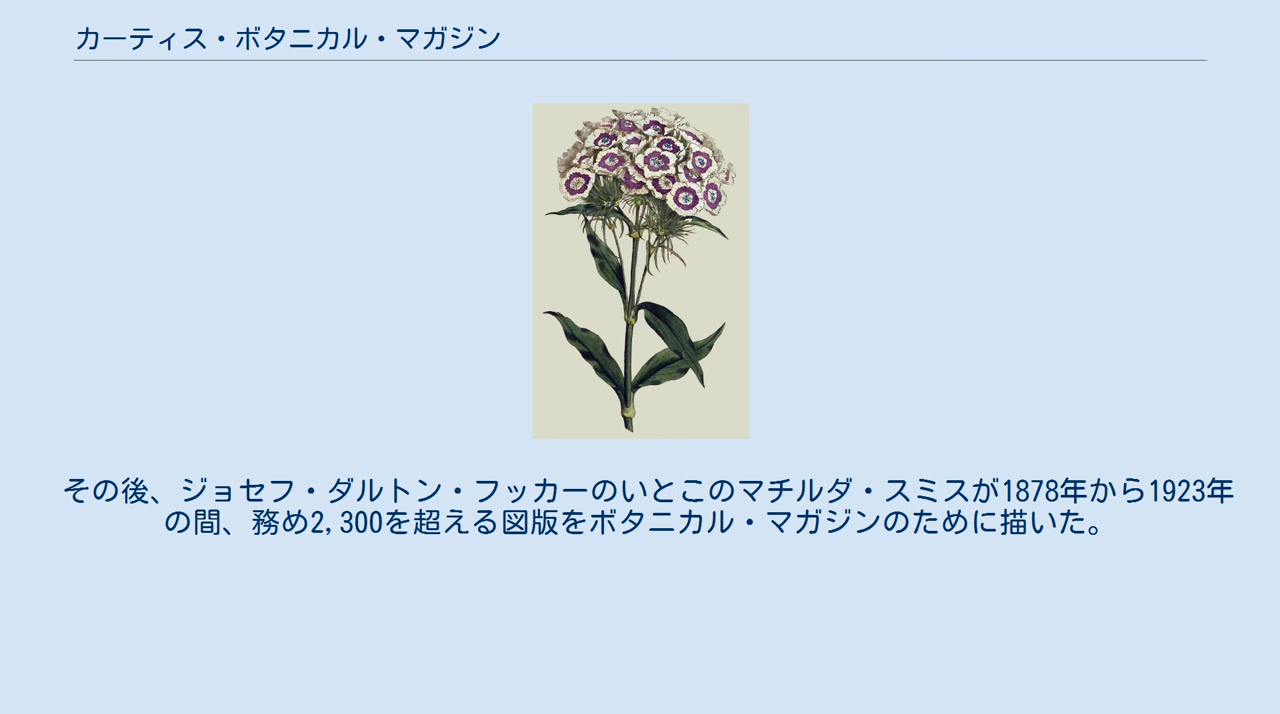 カーティス・ボタニカル・マガジン
その後、ジョセフ・ダルトン・フッカーのいとこのマチルダ・スミスが1878年から1923年
の間、務め2,300を超える図版をボタニカル・マガジンのために描いた。